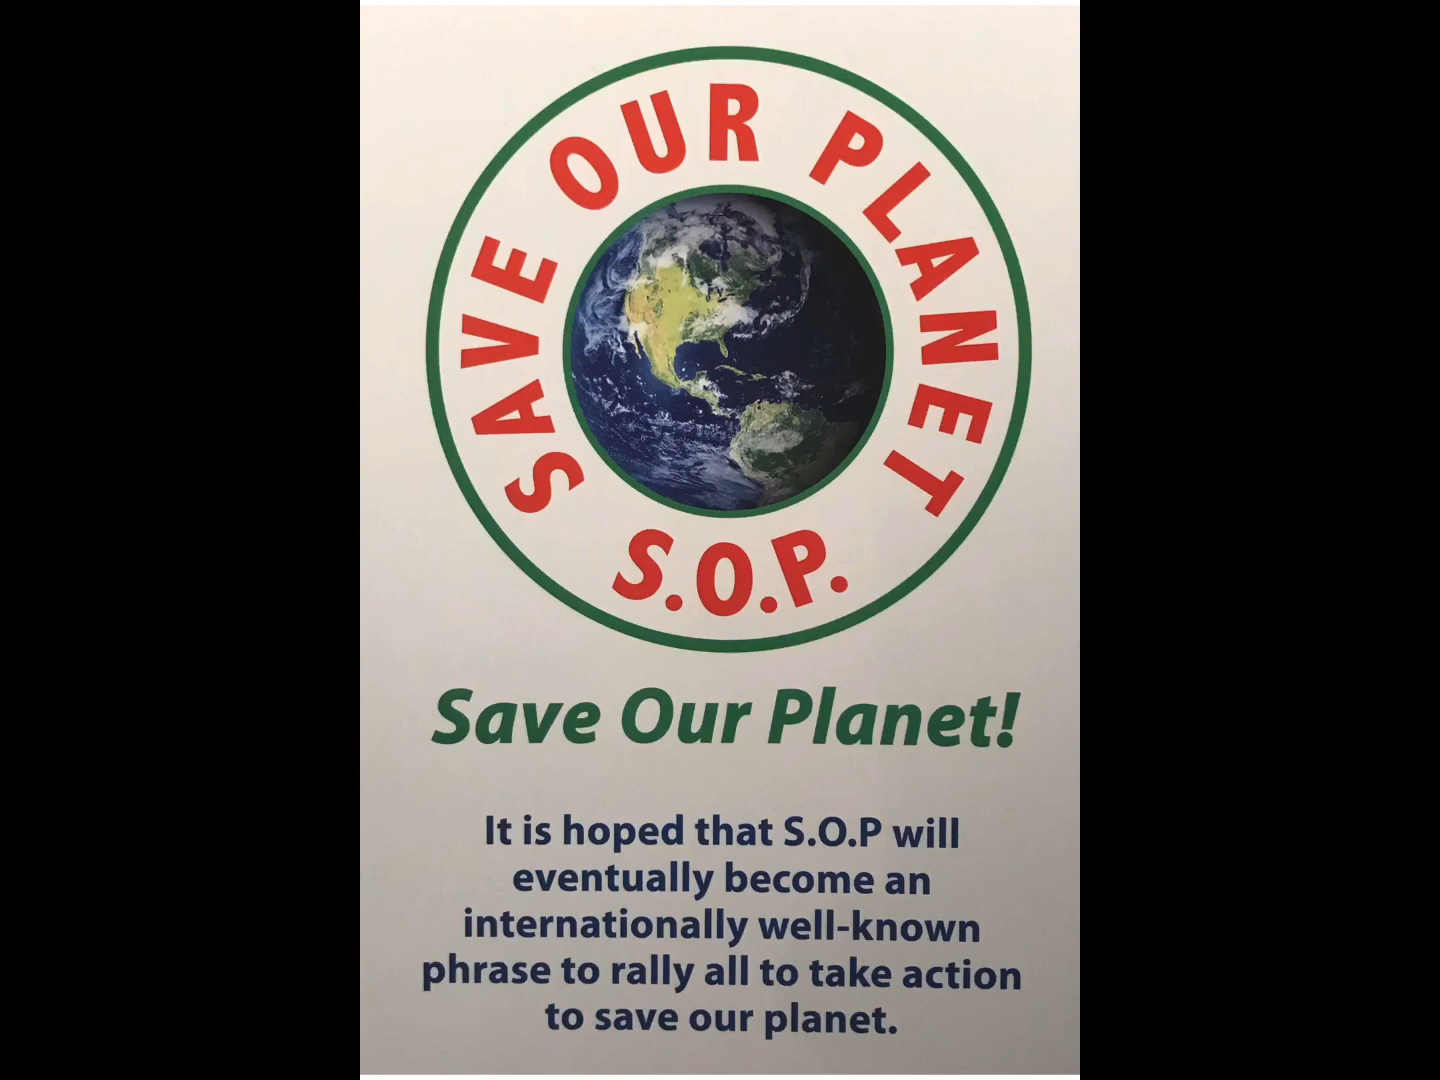 SAVE OUR PLANET
S.O.P.
Save Our Planet!
It is hoped that S.O.P will
eventually become an
internationally well-known
phrase to rally all to take action
to save our planet.